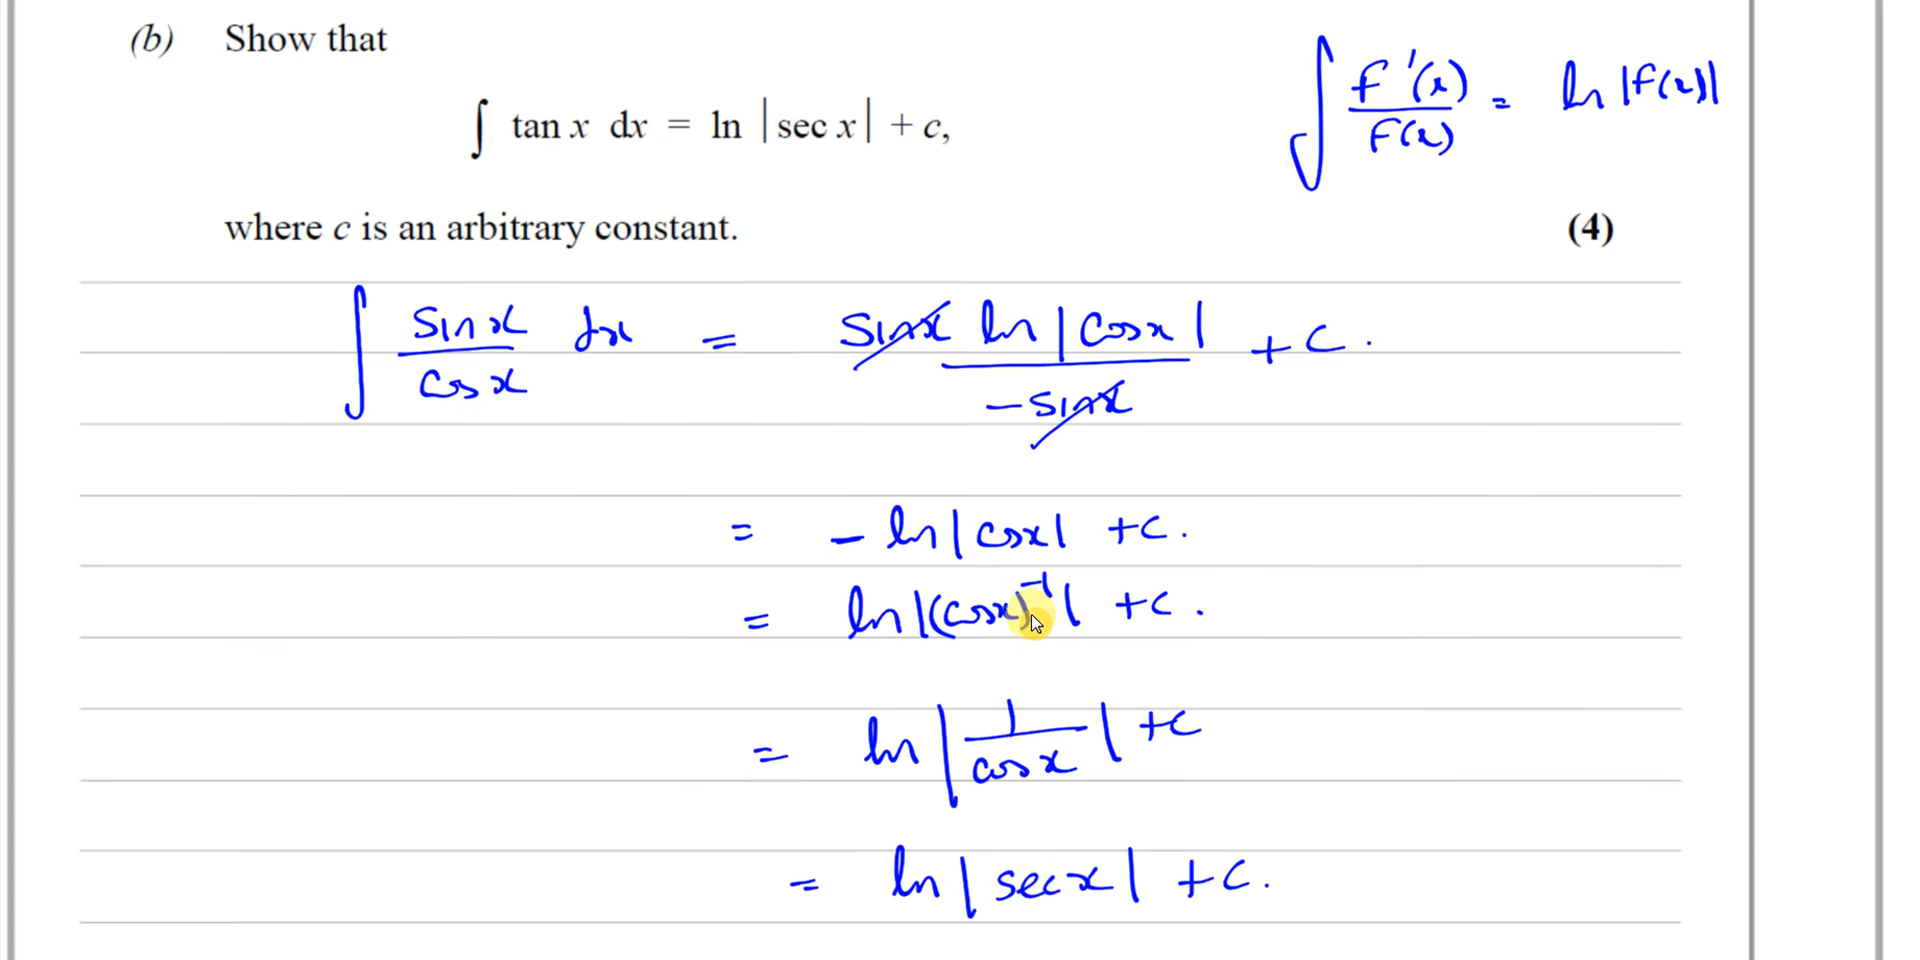 (b) Show that
∫ f'(x)/f(x) = ln |f(x)|
∫ tan x dx = ln |sec x| + c,
where c is an arbitrary constant. (4)
∫ sin x/cos x dx = sin x ln |cos x|/-sin x + c.
= - ln |cos x| + c.
= ln |(cos x)⁻¹| + c.
= ln |1/cos x| + c
= ln |sec x| + c.